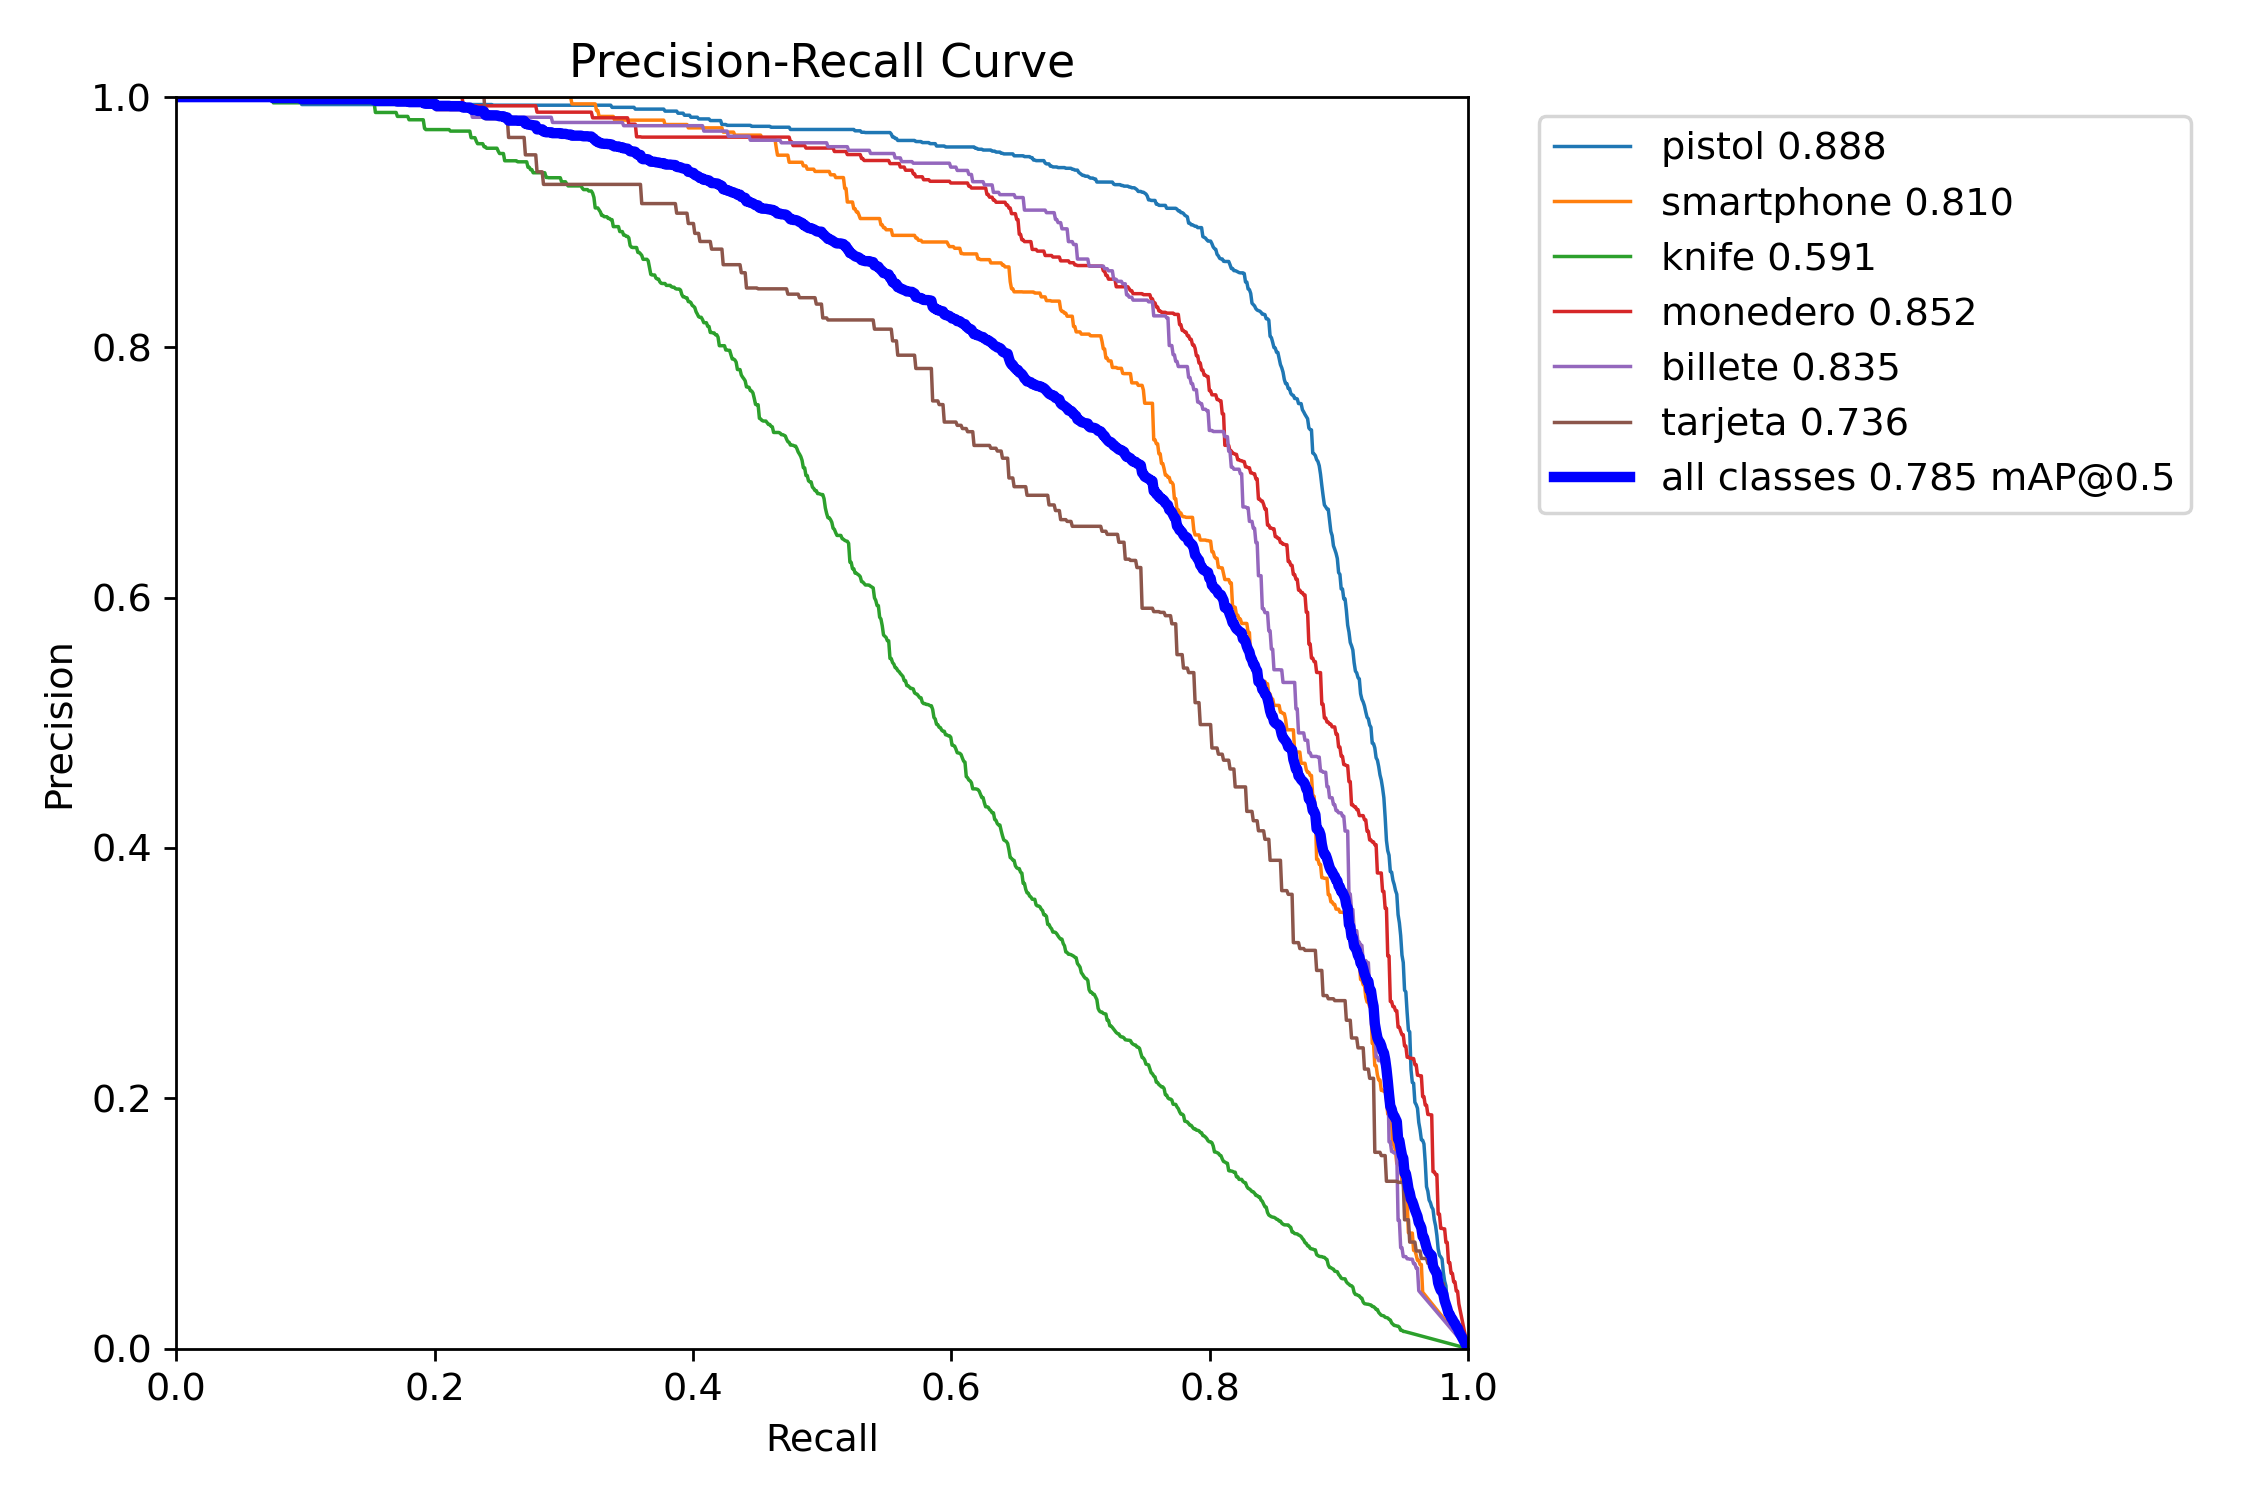 Precision-Recall Curve
1.0
0.8
0.6
0.4
0.2
0.0
Precision
0.0 0.2 0.4 0.6 0.8 1.0
Recall
pistol 0.888
smartphone 0.810
knife 0.591
monedero 0.852
billete 0.835
tarjeta 0.736
all classes 0.785 mAP@0.5